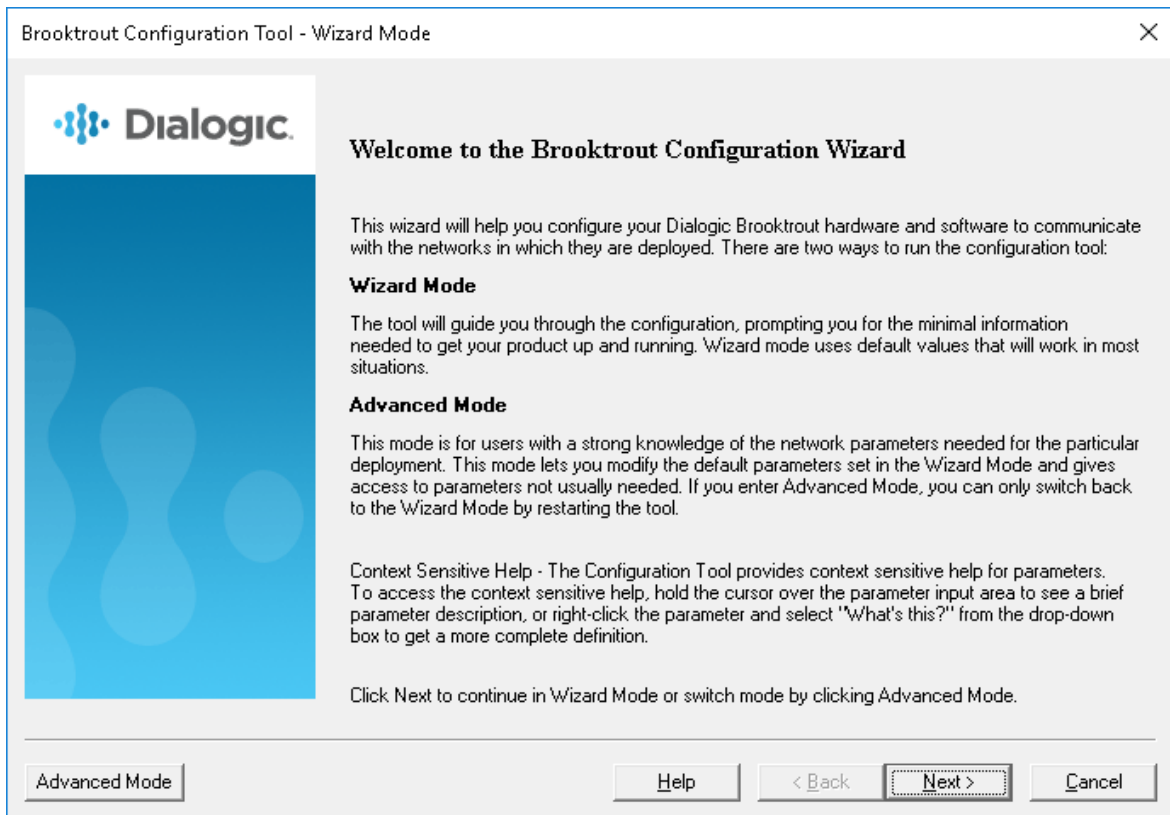 Brooktrout Configuration Tool - Wizard Mode
Dialogic.
Welcome to the Brooktrout Configuration Wizard
This wizard will help you configure your Dialogic Brooktrout hardware and software to communicate
with the networks in which they are deployed. There are two ways to run the configuration tool:
Wizard Mode
The tool will guide you through the configuration, prompting you for the minimal information
needed to get your product up and running. Wizard mode uses default values that will work in most
situations.
Advanced Mode
This mode is for users with a strong knowledge of the network parameters needed for the particular
deployment. This mode lets you modify the default parameters set in the Wizard Mode and gives
access to parameters not usually needed. If you enter Advanced Mode, you can only switch back
to the Wizard Mode by restarting the tool.
Context Sensitive Help - The Configuration Tool provides context sensitive help for parameters.
To access the context sensitive help, hold the cursor over the parameter input area to see a brief
parameter description, or right-click the parameter and select "What's this?" from the drop-down
box to get a more complete definition.
Click Next to continue in Wizard Mode or switch mode by clicking Advanced Mode.
Advanced Mode Help < Back Next > Cancel